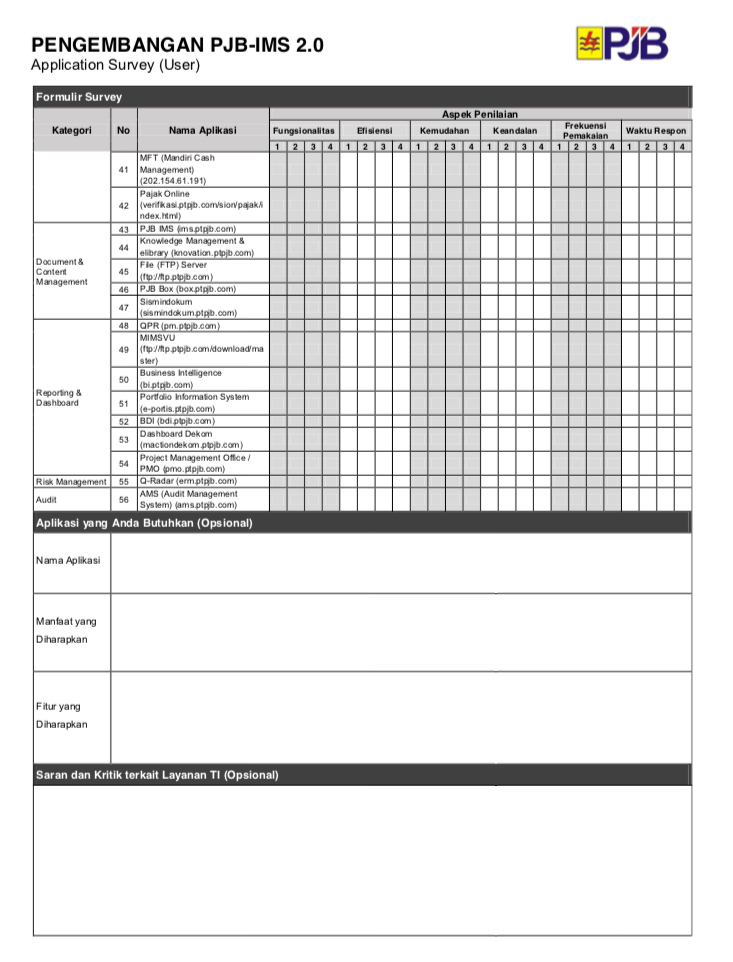 PENGEMBANGAN PJB-IMS 2.0
Application Survey (User)
PJB
Formulir Survey
Kategori No Nama Aplikasi Aspek Penilaian
Fungsionalitas Efisiensi Kemudahan Keandalan Frekuensi Pemakaian Waktu Respon
1 2 3 4 1 2 3 4 1 2 3 4 1 2 3 4 1 2 3 4 1 2 3 4
41 MFT (Mandiri Cash
Management)
(202.154.61.191)
42 Pajak Online
(verifikasi.ptpjb.com/sion/pajak/i
ndex.html)
Document &
Content
Management
43 PJB IMS (ims.ptpjb.com)
44 Knowledge Management &
elibrary (knovation.ptpjb.com)
45 File (FTP) Server
(ftp://ftp.ptpjb.com)
46 PJB Box (box.ptpjb.com)
47 Sismindokum
(sismindokum.ptpjb.com)
Reporting &
Dashboard
48 QPR (pm.ptpjb.com)
49 MIMSVU
(ftp://ftp.ptpjb.com/download/ma
ster)
50 Business Intelligence
(bi.ptpjb.com)
51 Portfolio Information System
(e-portis.ptpjb.com)
52 BDI (bdi.ptpjb.com)
53 Dashboard Dekom
(mactiondekom.ptpjb.com)
54 Project Management Office /
PMO (pmo.ptpjb.com)
Risk Management 55 Q-Radar (erm.ptpjb.com)
Audit 56 AMS (Audit Management
System) (ams.ptpjb.com)
Aplikasi yang Anda Butuhkan (Opsional)
Nama Aplikasi
Manfaat yang
Diharapkan
Fitur yang
Diharapkan
Saran dan Kritik terkait Layanan TI (Opsional)